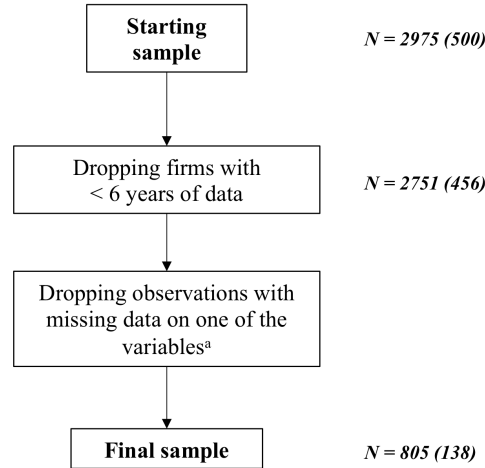 Starting
sample
N = 2975 (500)
Dropping firms with
< 6 years of data
N = 2751 (456)
Dropping observations with
missing data on one of the
variablesᵃ
Final sample
N = 805 (138)